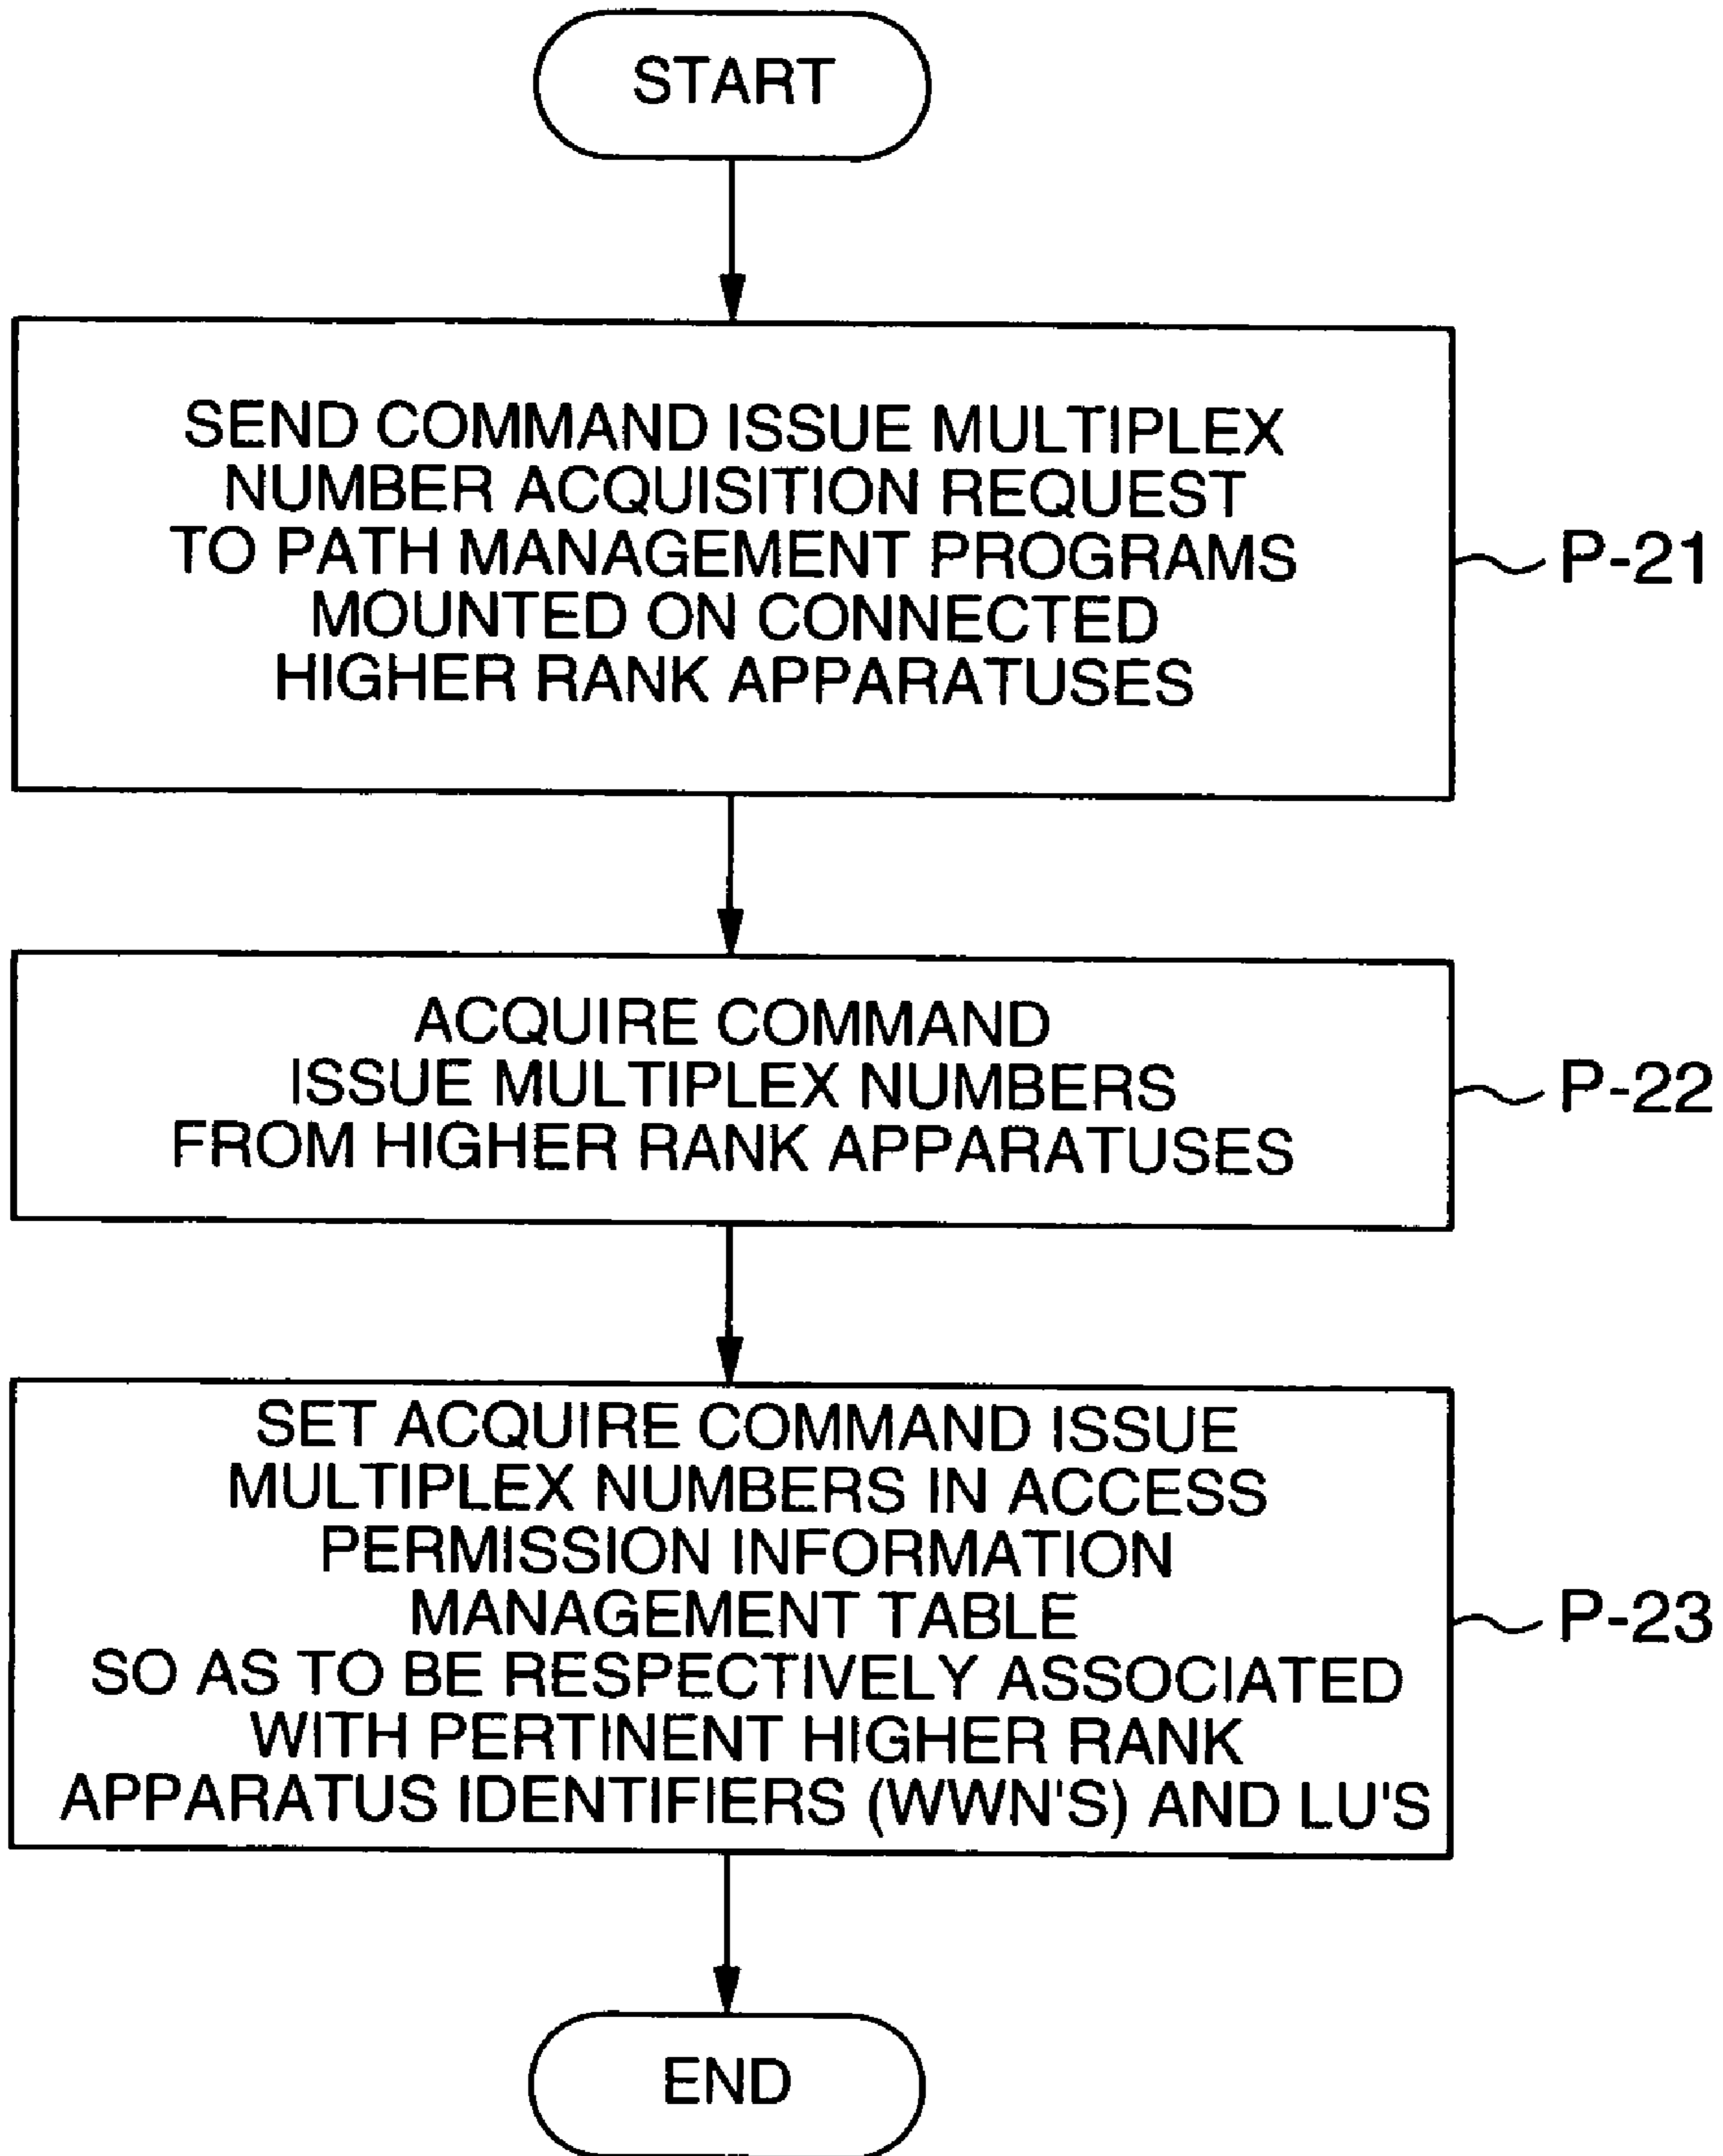 START
SEND COMMAND ISSUE MULTIPLEX
NUMBER ACQUISITION REQUEST
TO PATH MANAGEMENT PROGRAMS
MOUNTED ON CONNECTED
HIGHER RANK APPARATUSES
P-21
ACQUIRE COMMAND
ISSUE MULTIPLEX NUMBERS
FROM HIGHER RANK APPARATUSES
P-22
SET ACQUIRE COMMAND ISSUE
MULTIPLEX NUMBERS IN ACCESS
PERMISSION INFORMATION
MANAGEMENT TABLE
SO AS TO BE RESPECTIVELY ASSOCIATED
WITH PERTINENT HIGHER RANK
APPARATUS IDENTIFIERS (WWN'S) AND LU'S
P-23
END